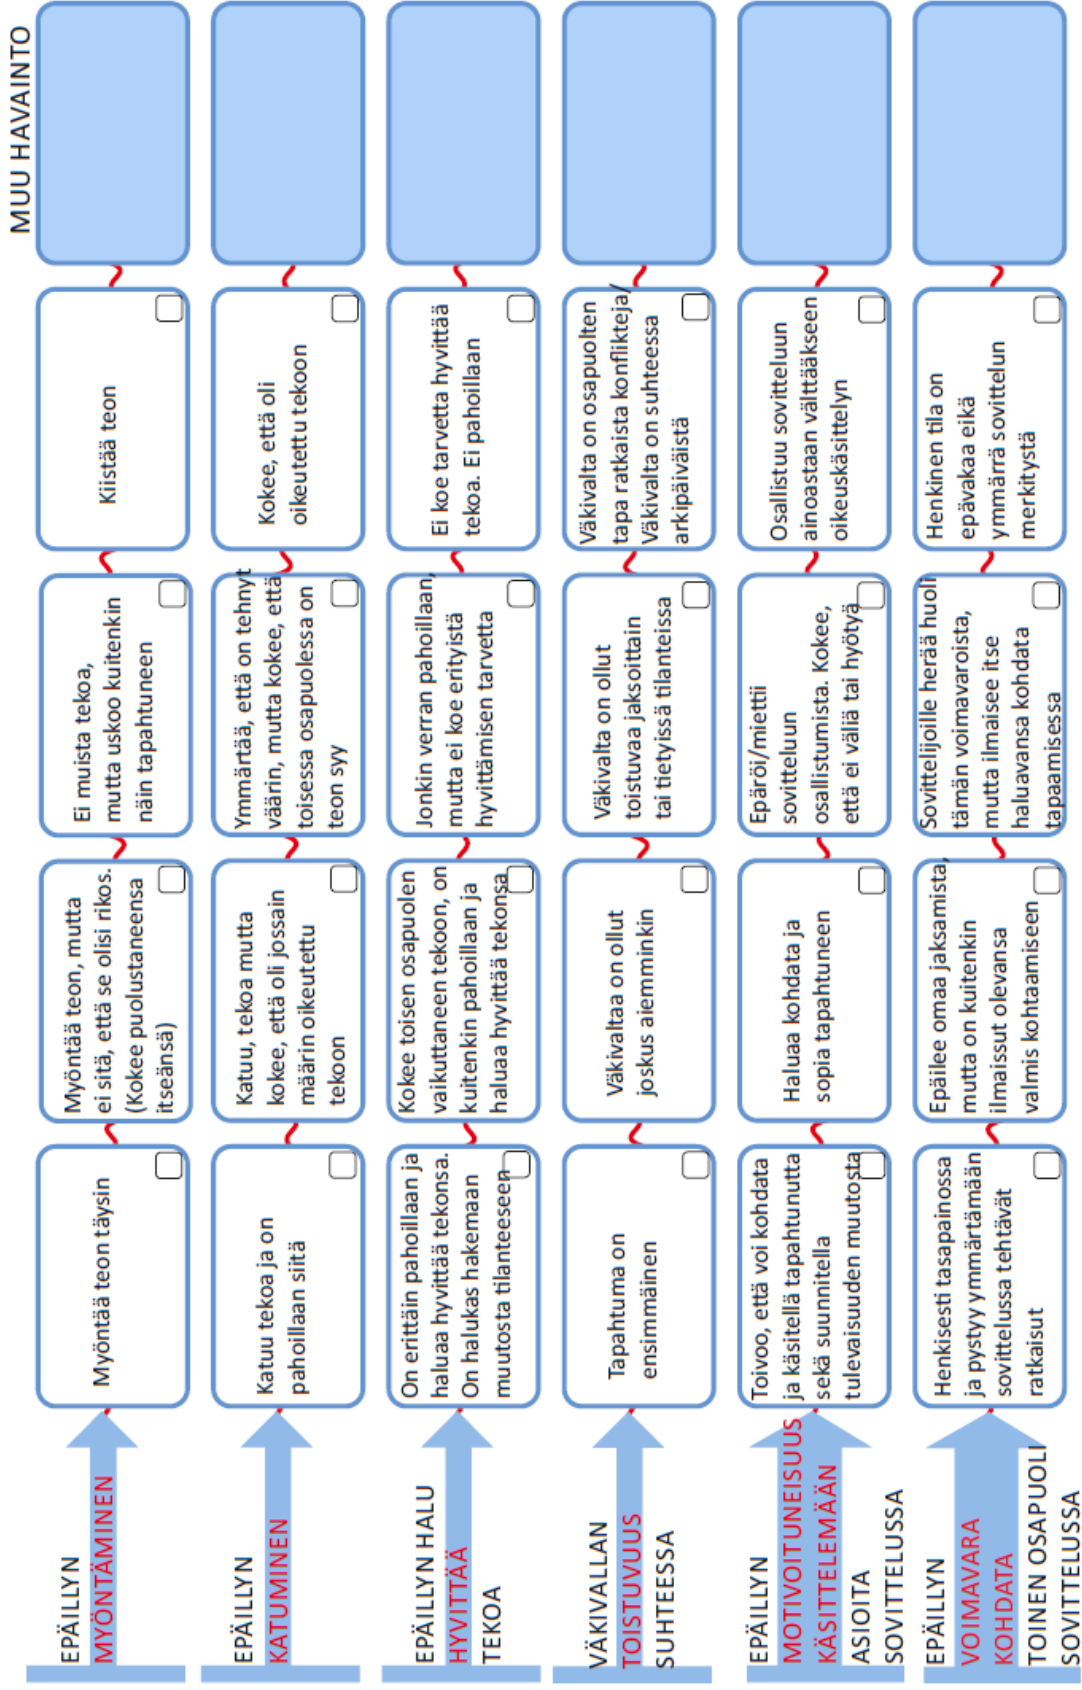 MUU HAVAINTO
EPÄILLYN
MYÖNTÄMINEN
Myöntää teon täysin
Myöntää teon, mutta
ei sitä, että se olisi rikos.
(Kokee puolustaneensa
itseänsä)
Ei muista tekoa,
mutta uskoo kuitenkin
näin tapahtuneen
Kiistää teon
EPÄILLYN
KATUMINEN
Katuu tekoa ja on
pahoillaan siitä
Katuu, tekoa mutta
kokee, että oli jossain
määrin oikeutettu
tekoon
Ymmärtää, että on tehnyt
väärin, mutta kokee, että
toisessa osapuolessa on
teon syy
Kokee, että oli
oikeutettu tekoon
EPÄILLYN HALU
HYVITTÄÄ
TEKOA
On erittäin pahoillaan ja
haluaa hyvittää tekonsa.
On halukas hakemaan
muutosta tilanteeseen
Kokee toisen osapuolen
vaikuttaneen tekoon, on
kuitenkin pahoillaan ja
haluaa hyvittää tekonsa
Jonkin verran pahoillaan,
mutta ei koe erityistä
hyvittämisen tarvetta
Ei koe tarvetta hyvittää
tekoa. Ei pahoillaan
VÄKIVALLAN
TOISTUVUUS
SUHTEESSA
Tapahtuma on
ensimmäinen
Väkivalta on ollut
joskus aiemminkin
Väkivalta on ollut
toistuvaa jaksoittain
tai tietyissä tilanteissa
Väkivalta on osapuolten
tapa ratkaista konflikteja/
Väkivalta on suhteessa
arkipäiväistä
EPÄILLYN
MOTIVOITUNEISUUS
KÄSITTELEMÄÄN
ASIOITA
SOVITTELUSSA
Toivoo, että voi kohdata
ja käsitellä tapahtunutta
sekä suunnitella
tulevaisuuden muutosta
Haluaa kohdata ja
sopia tapahtuneen
Epäröi/miettii
sovitteluun
osallistumista. Kokee,
että ei väliä tai hyötyä
Osallistuu sovitteluun
ainoastaan välttääkseen
oikeuskäsittelyn
EPÄILLYN
VOIMAVARA
KOHDATA
TOINEN OSAPUOLI
SOVITTELUSSA
Henkisesti tasapainossa
ja pystyy ymmärtämään
sovittelussa tehtävät
ratkaisut
Epäilee omaa jaksamista,
mutta on kuitenkin
ilmaissut olevansa
valmis kohtaamiseen
Sovittelijoille herää huoli
tämän voimavaroista,
mutta ilmaisee itse
haluavansa kohdata
tapaamisessa
Henkinen tila on
epävakaa eikä
ymmärrä sovittelun
merkitystä